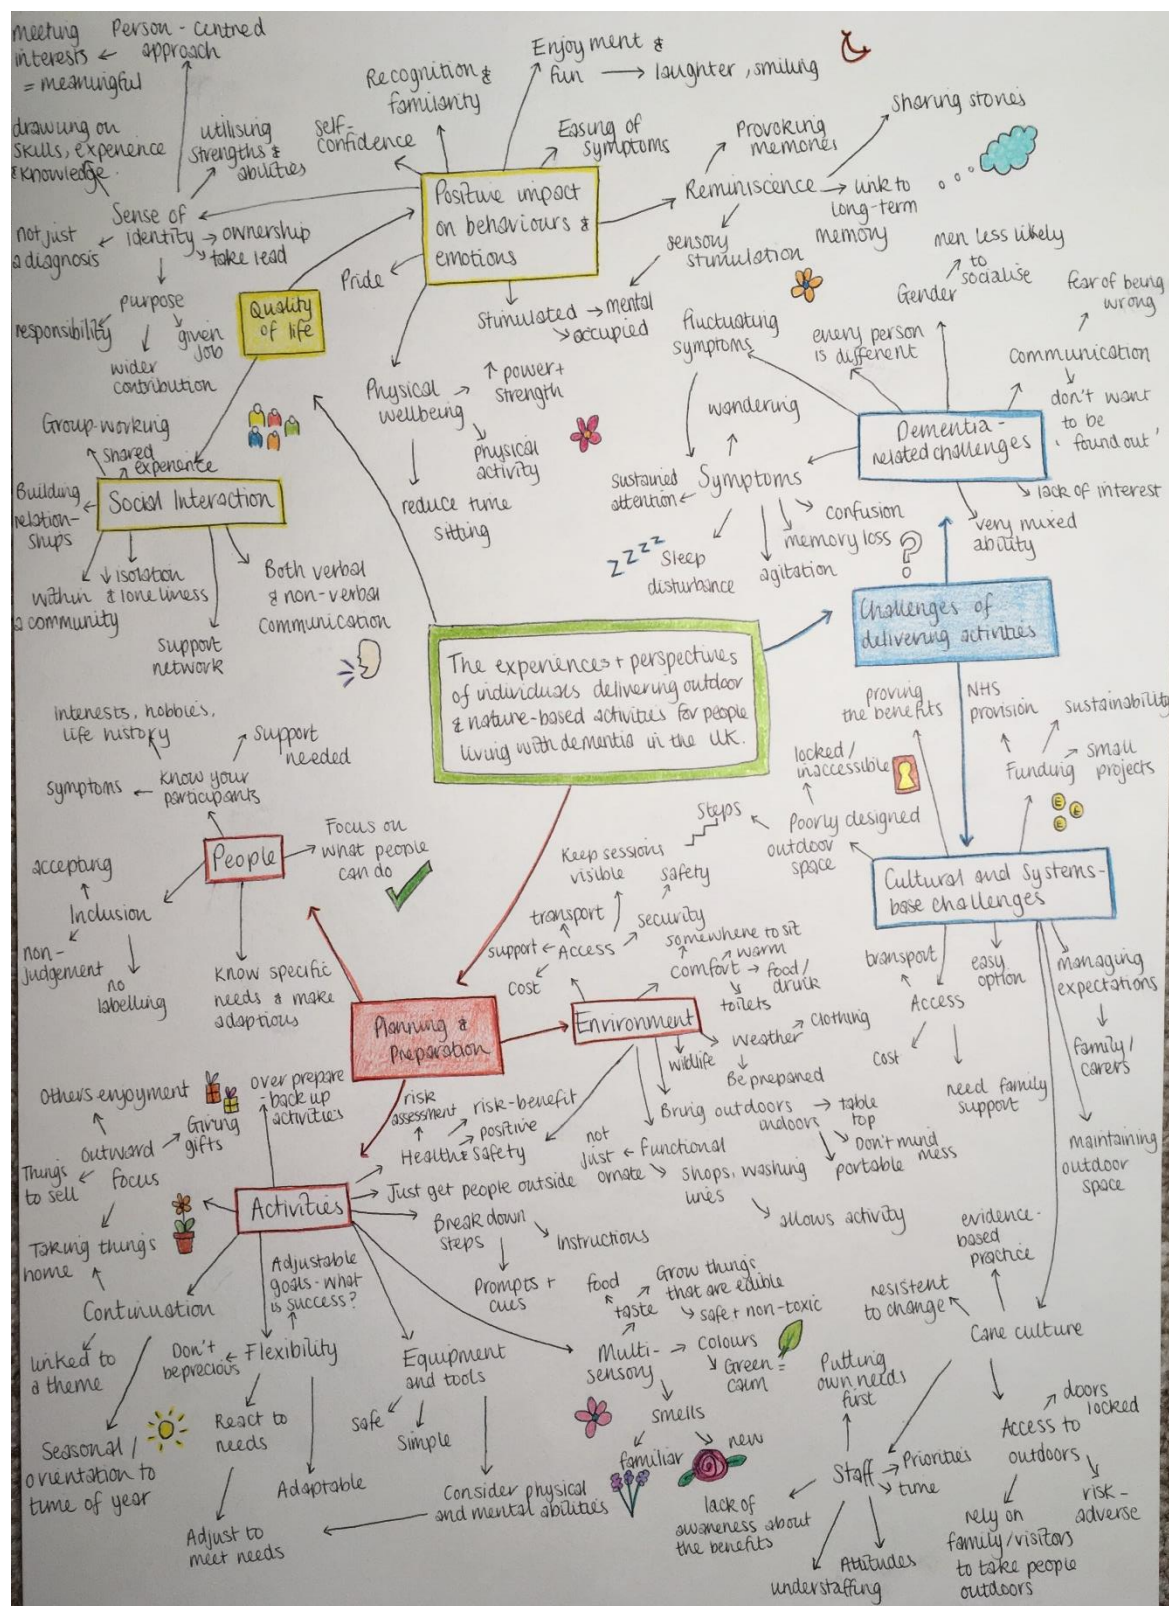 meeting
interests
= meaningful
Person-centred
approach
drawing on
skills, experience
& knowledge
utilising
strengths &
abilities
Sense of
identity
ownership
take lead
not just
a diagnosis
purpose
responsibility
given
job
wider
contribution
self-
confidence
Recognition &
familiarity
Enjoyment &
fun
laughter, smiling
Easing of
symptoms
Positive impact
on behaviours &
emotions
Pride
Quality
of life
Stimulated
mental
occupied
Physical
wellbeing
↑ power +
strength
physical
activity
reduce time
sitting
Provoking
memories
Sharing stories
Reminiscence
link to
long-term
memory
sensory
stimulation
Group-working
shared
experience
Social Interaction
Building
relation-
ships
within
a community
↓ isolation
& loneliness
support
network
Both verbal
& non-verbal
communication
men less likely
to
socialise
Gender
every person
is different
fluctuating
symptoms
fear of being
wrong
Communication
don't want
to be
'found out'
Dementia-
related challenges
lack of interest
very mixed
ability
wandering
Symptoms
sustained
attention
confusion
memory loss
ZZZZ
Sleep
disturbance
agitation
?
Challenges of
delivering activities
The experiences + perspectives
of individuals delivering outdoor
& nature-based activities for people
living with dementia in the UK.
proving
the benefits
NHS
provision
sustainability
Funding
small
projects
£ £ £
locked/
inaccessible
Steps
Poorly designed
outdoor
space
Cultural and Systems-
base challenges
transport
Access
cost
need family
support
easy
option
managing
expectations
family/
carers
maintaining
outdoor
space
evidence-
based
practice
resistent
to change
Care culture
doors
locked
Access to
outdoors
risk-
adverse
rely on
family/visitors
to take people
outdoors
Putting
own needs
first
Staff
Priorities
time
lack of
awareness about
the benefits
Attitudes
understaffing
interests, hobbies,
life history
support
needed
symptoms
Know your
participants
People
Focus on
what people
can do
accepting
Inclusion
non-
judgement
no
labelling
Know specific
needs & make
adaptions
Planning &
Preparation
Keep sessions
visible
safety
transport
security
support
Access
cost
somewhere to sit
warm
comfort
food/
drink
toilets
Environment
weather
clothing
Be prepared
wildlife
Bring outdoors
indoors
table
top
Don't mind
mess
portable
functional
not
just
ornate
shops, washing
lines
allows activity
risk
assessment
risk-benefit
positive
Health & safety
Others enjoyment
over prepare
- back up
activities
Giving
gifts
outward
focus
Things
to sell
Taking things
home
Activities
Just get people outside
Break down
steps
Instructions
Prompts +
cues
Continuation
linked to
a theme
Seasonal/
orientation to
time of year
Adjustable
goals - what
is success?
Don't
be precious
Flexibility
React to
needs
Adaptable
Adjust to
meet needs
Equipment
and tools
safe
simple
Consider physical
and mental abilities
Multi-
sensory
food
taste
Grow things
that are edible
safe + non-toxic
Colours
Green =
calm
smells
familiar
new